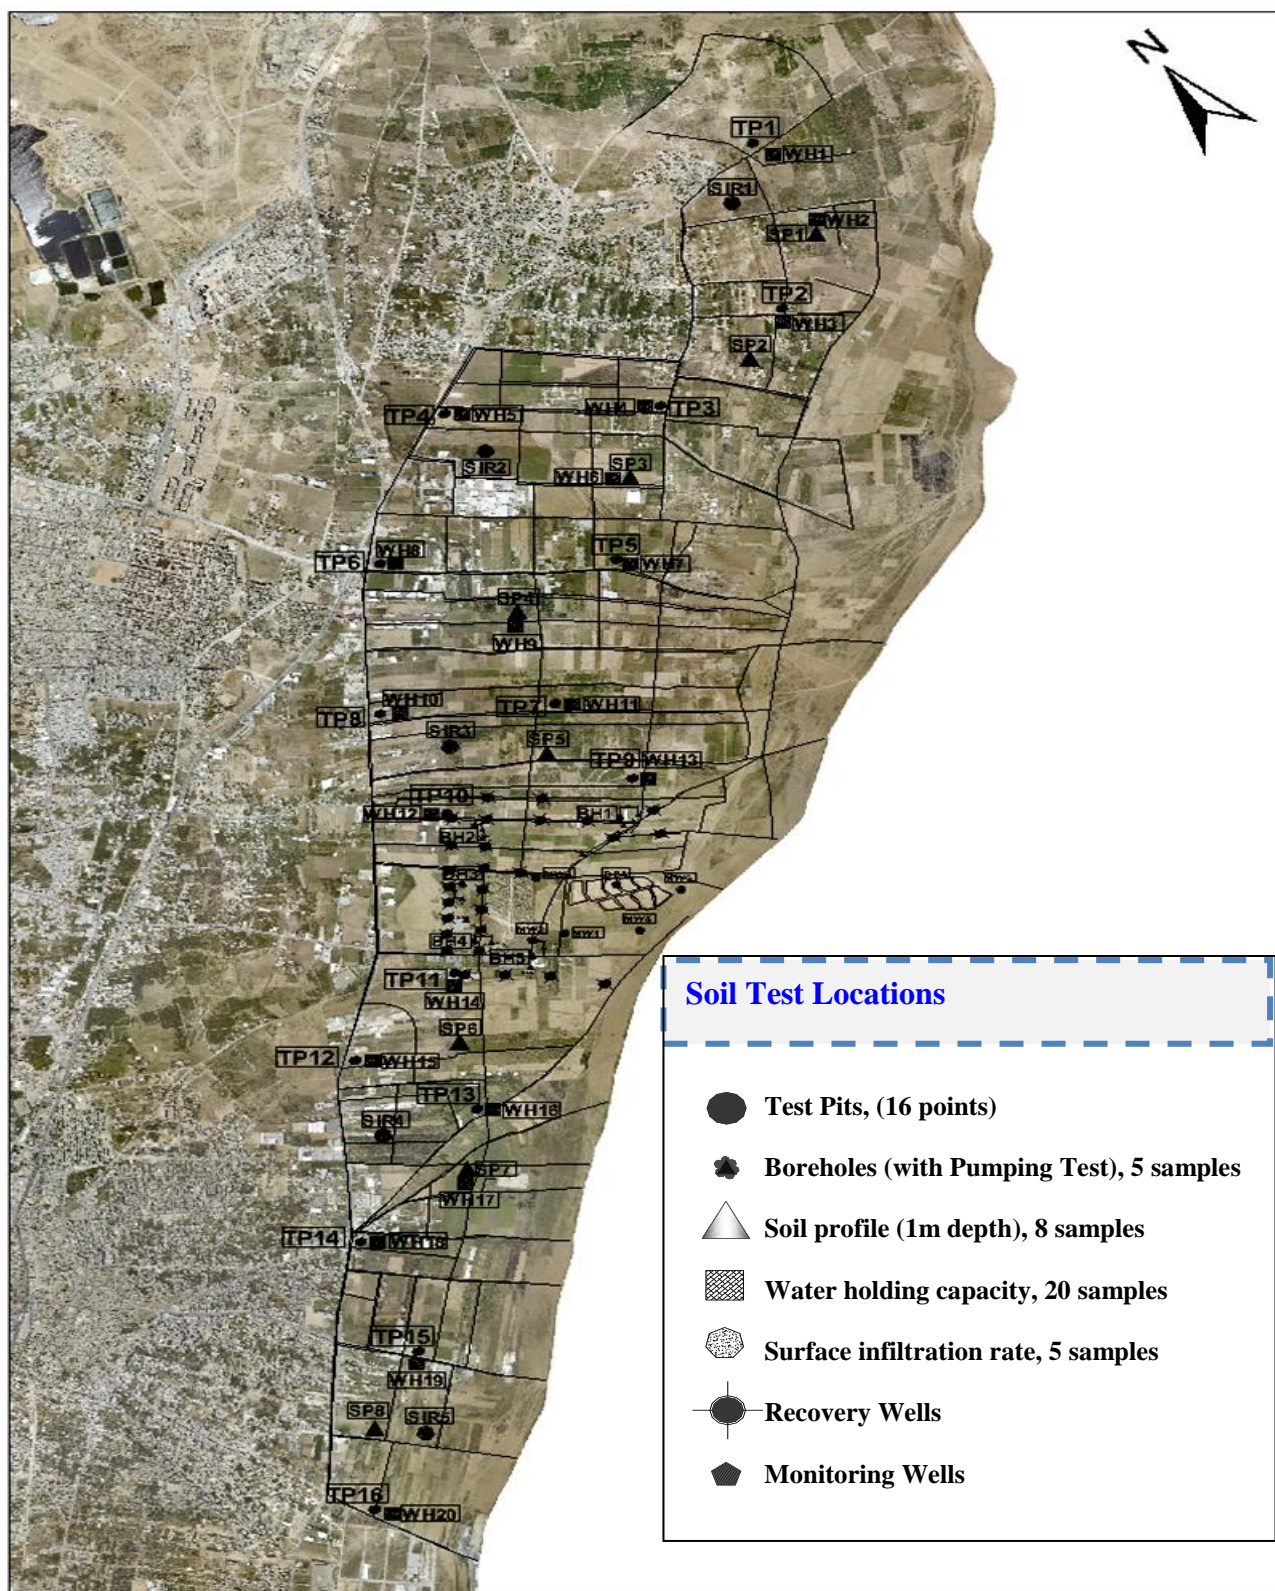 N
TP1
WH1
SIR1
WH2
SP1
TP2
WH3
SP2
TP4
WH5
WH4
TP3
SIR2
SP3
WH6
WH8
TP6
TP5
WH7
SP4
WH9
WH10
TP8
TP7
WH11
SIR3
SP5
TP9
WH13
TP10
WH12
BH1
BH2
BH3
MW4
MW1
BH4
BH5
TP11
WH14
SP6
TP12
WH15
TP13
WH16
SIR4
SP7
WH17
TP14
WH18
TP15
WH19
SP8
SIR5
TP16
WH20
Soil Test Locations
Test Pits, (16 points)
Boreholes (with Pumping Test), 5 samples
Soil profile (1m depth), 8 samples
Water holding capacity, 20 samples
Surface infiltration rate, 5 samples
Recovery Wells
Monitoring Wells